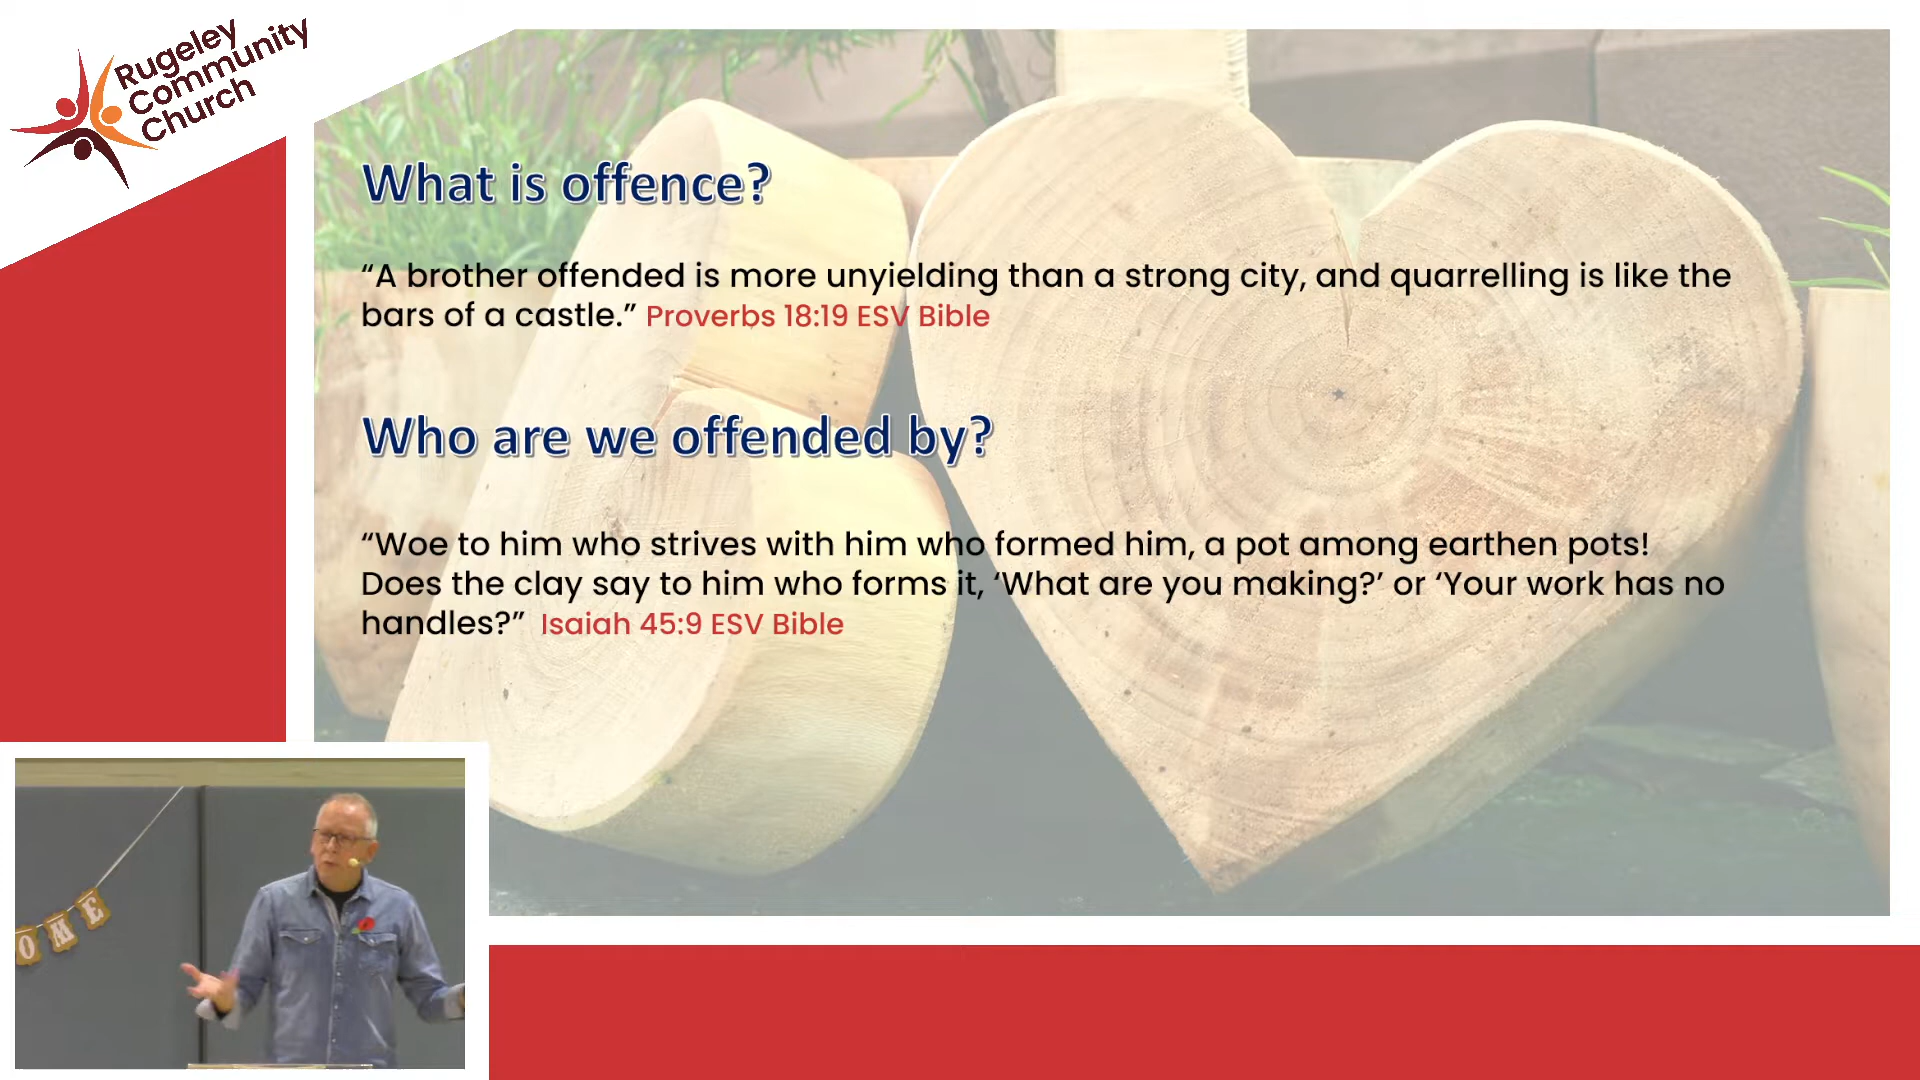 Rugeley
Community
Church
What is offence?
“A brother offended is more unyielding than a strong city, and quarrelling is like the
bars of a castle.” Proverbs 18:19 ESV Bible
Who are we offended by?
“Woe to him who strives with him who formed him, a pot among earthen pots!
Does the clay say to him who forms it, ‘What are you making?’ or ‘Your work has no
handles?” Isaiah 45:9 ESV Bible
OME